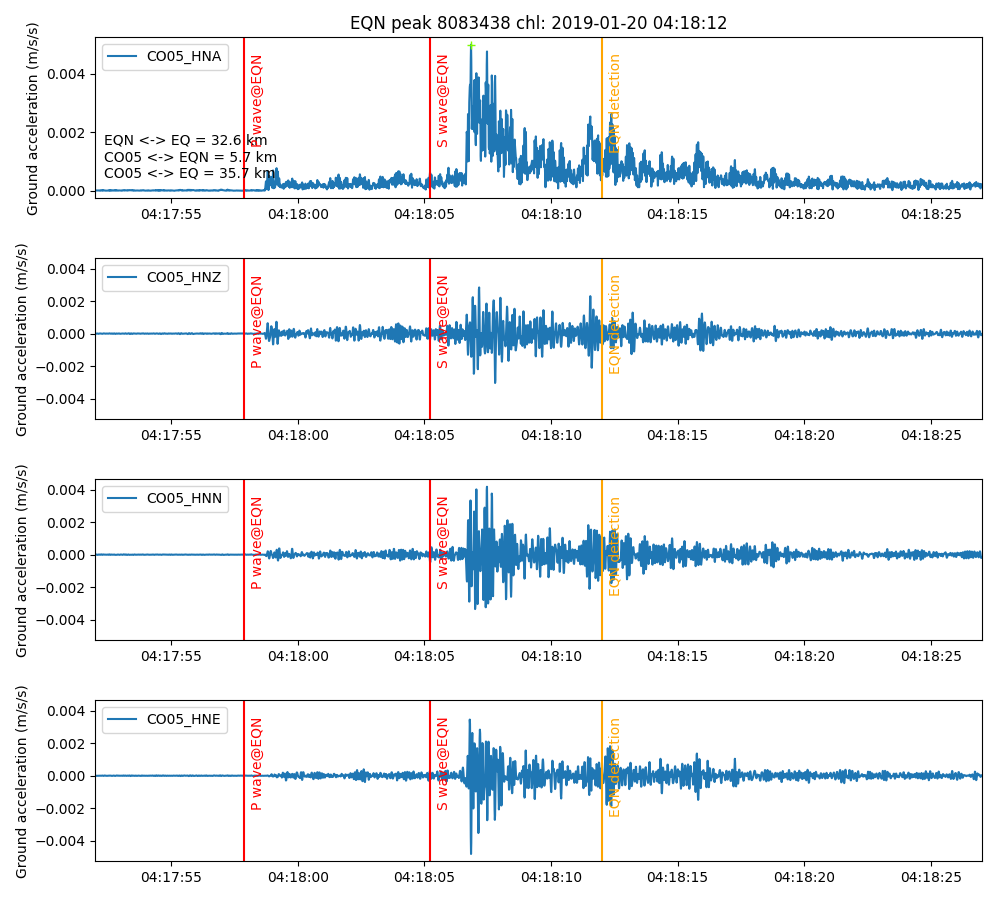 EQN peak 8083438 chl: 2019-01-20 04:18:12
Ground acceleration (m/s/s)
0.004
0.002
0.000
CO05_HNA
P wave@EQN
S wave@EQN
EQN detection
EQN <-> EQ = 32.6 km
CO05 <-> EQN = 5.7 km
CO05 <-> EQ = 35.7 km
04:17:55 04:18:00 04:18:05 04:18:10 04:18:15 04:18:20 04:18:25
Ground acceleration (m/s/s)
0.004
0.002
0.000
−0.002
−0.004
CO05_HNZ
P wave@EQN
S wave@EQN
EQN detection
04:17:55 04:18:00 04:18:05 04:18:10 04:18:15 04:18:20 04:18:25
Ground acceleration (m/s/s)
0.004
0.002
0.000
−0.002
−0.004
CO05_HNN
P wave@EQN
S wave@EQN
EQN detection
04:17:55 04:18:00 04:18:05 04:18:10 04:18:15 04:18:20 04:18:25
Ground acceleration (m/s/s)
0.004
0.002
0.000
−0.002
−0.004
CO05_HNE
P wave@EQN
S wave@EQN
EQN detection
04:17:55 04:18:00 04:18:05 04:18:10 04:18:15 04:18:20 04:18:25